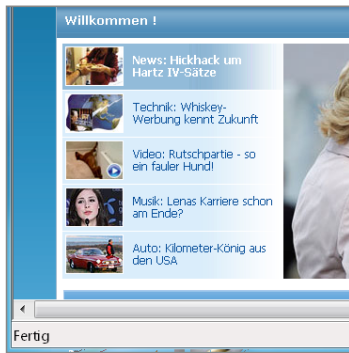 Willkommen !
News: Hickhack um
Hartz IV-Sätze
Technik: Whiskey-
Werbung kennt Zukunft
Video: Rutschpartie - so
ein fauler Hund!
Musik: Lenas Karriere schon
am Ende?
Auto: Kilometer-König aus
den USA
Fertig